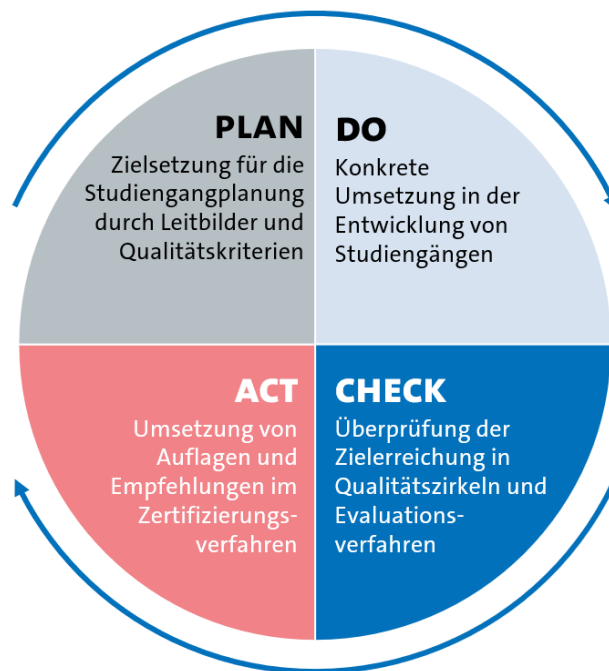 PLAN
Zielsetzung für die
Studiengangplanung
durch Leitbilder und
Qualitätskriterien
DO
Konkrete
Umsetzung in der
Entwicklung von
Studiengängen
ACT
Umsetzung von
Auflagen und
Empfehlungen im
Zertifizierungs-
verfahren
CHECK
Überprüfung der
Zielerreichung in
Qualitätszirkeln und
Evaluations-
verfahren